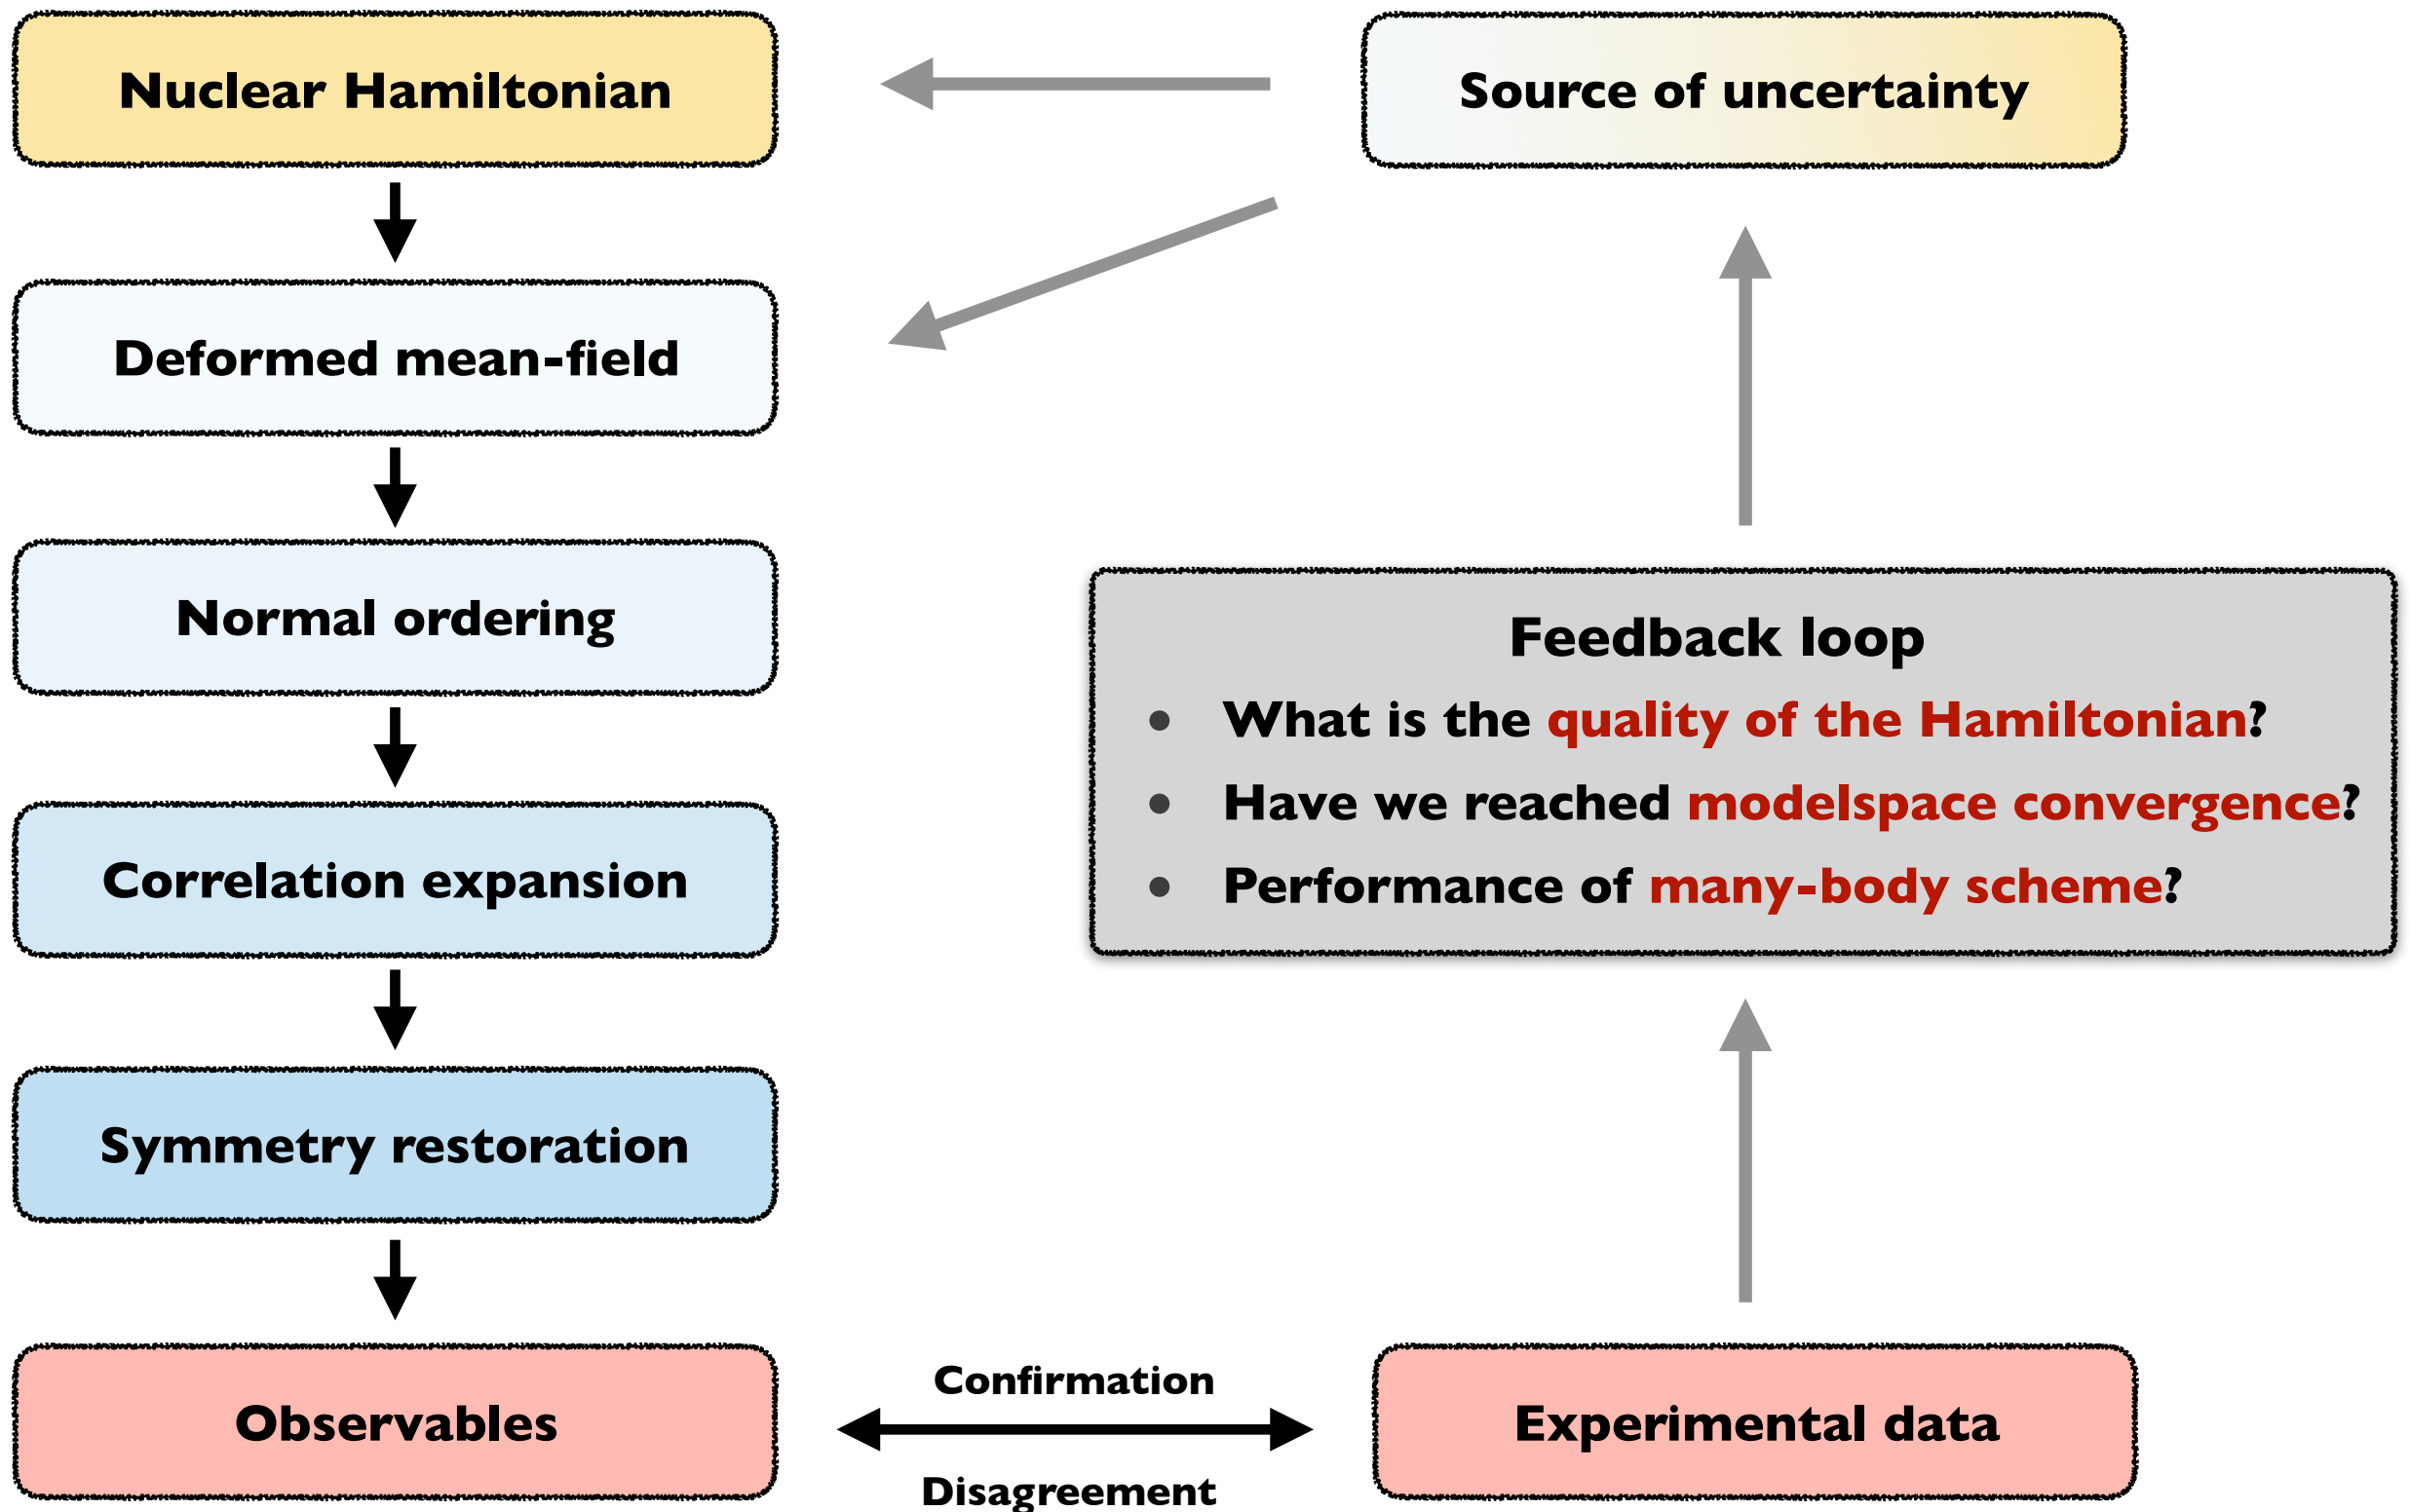 Nuclear Hamiltonian
Deformed mean-field
Normal ordering
Correlation expansion
Symmetry restoration
Observables
Confirmation
Disagreement
Experimental data
Feedback loop
• What is the quality of the Hamiltonian?
• Have we reached modelspace convergence?
• Performance of many-body scheme?
Source of uncertainty